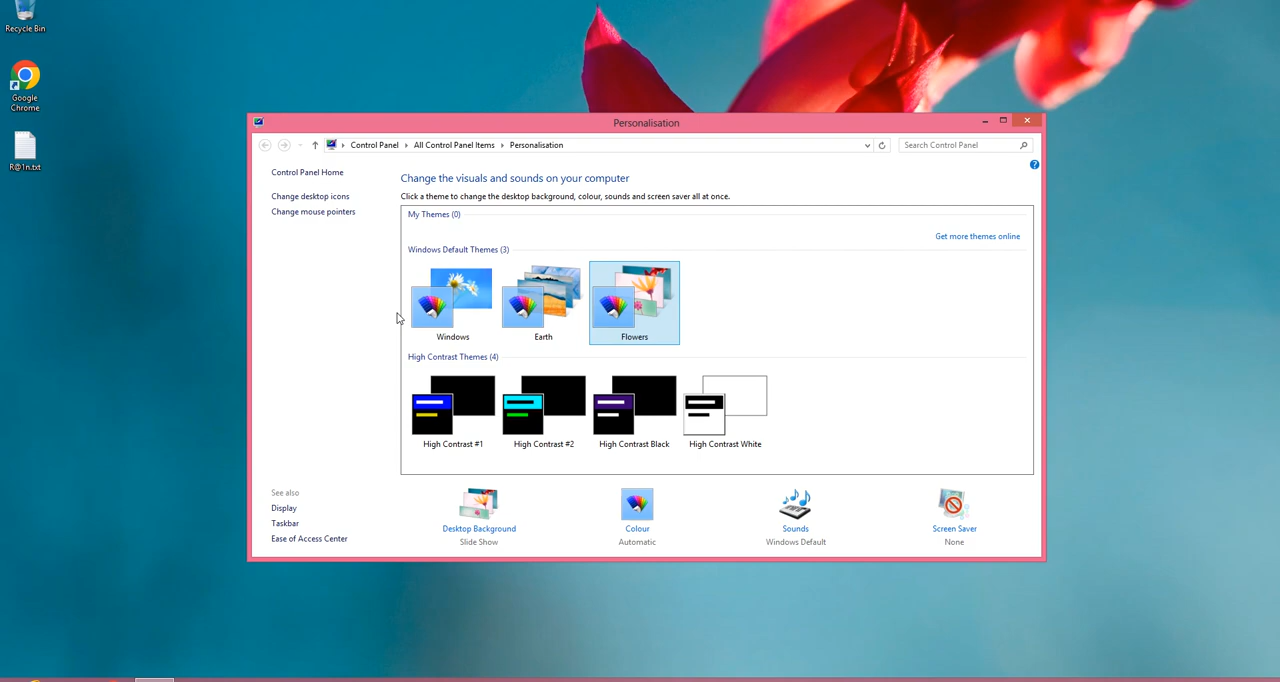 Recycle Bin
Google
Chrome
R@1n.txt
Personalisation
Control Panel
All Control Panel Items
Personalisation
Search Control Panel
Control Panel Home
Change desktop icons
Change mouse pointers
Change the visuals and sounds on your computer
Click a theme to change the desktop background, colour, sounds and screen saver all at once.
My Themes (0)
Get more themes online
Windows Default Themes (3)
Windows
Earth
Flowers
High Contrast Themes (4)
High Contrast #1
High Contrast #2
High Contrast Black
High Contrast White
See also
Display
Taskbar
Ease of Access Center
Desktop Background
Slide Show
Colour
Automatic
Sounds
Windows Default
Screen Saver
None